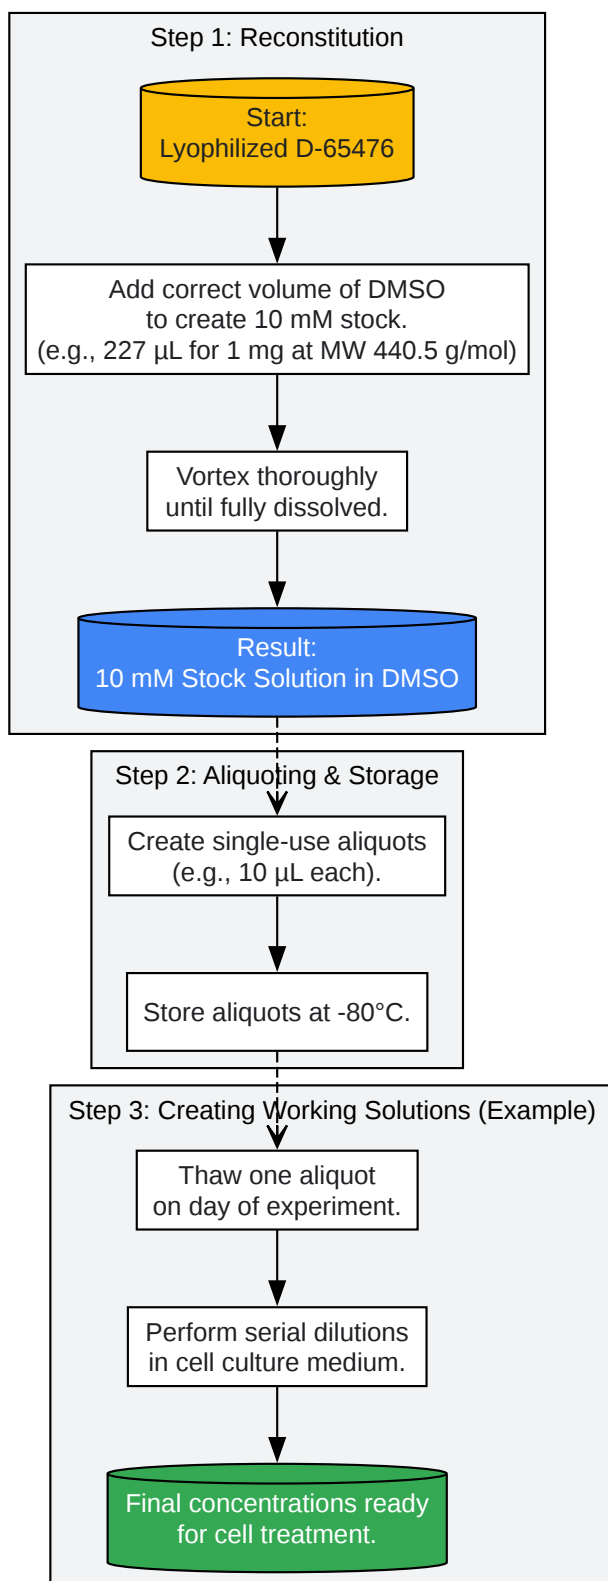 Step 1: Reconstitution
Start:
Lyophilized D-65476
Add correct volume of DMSO
to create 10 mM stock.
(e.g., 227 µL for 1 mg at MW 440.5 g/mol)
Vortex thoroughly
until fully dissolved.
Result:
10 mM Stock Solution in DMSO
Step 2: Aliquoting & Storage
Create single-use aliquots
(e.g., 10 µL each).
Store aliquots at -80°C.
Step 3: Creating Working Solutions (Example)
Thaw one aliquot
on day of experiment.
Perform serial dilutions
in cell culture medium.
Final concentrations ready
for cell treatment.